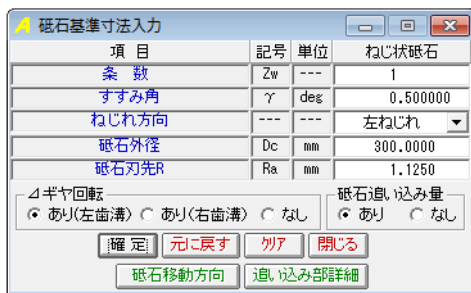 砥石基準寸法入力
項 目 記号 単位 ねじ状砥石
条 数 Zw --- 1
すすみ角 γ deg 0.500000
ねじれ方向 --- --- 左ねじれ
砥石外径 Dc mm 300.0000
砥石刃先R Ra mm 1.1250
⊿ギヤ回転 砥石追い込み量
あり(左歯溝) あり(右歯溝) なし あり なし
確 定 元に戻す クリア 閉じる
砥石移動方向 追い込み部詳細